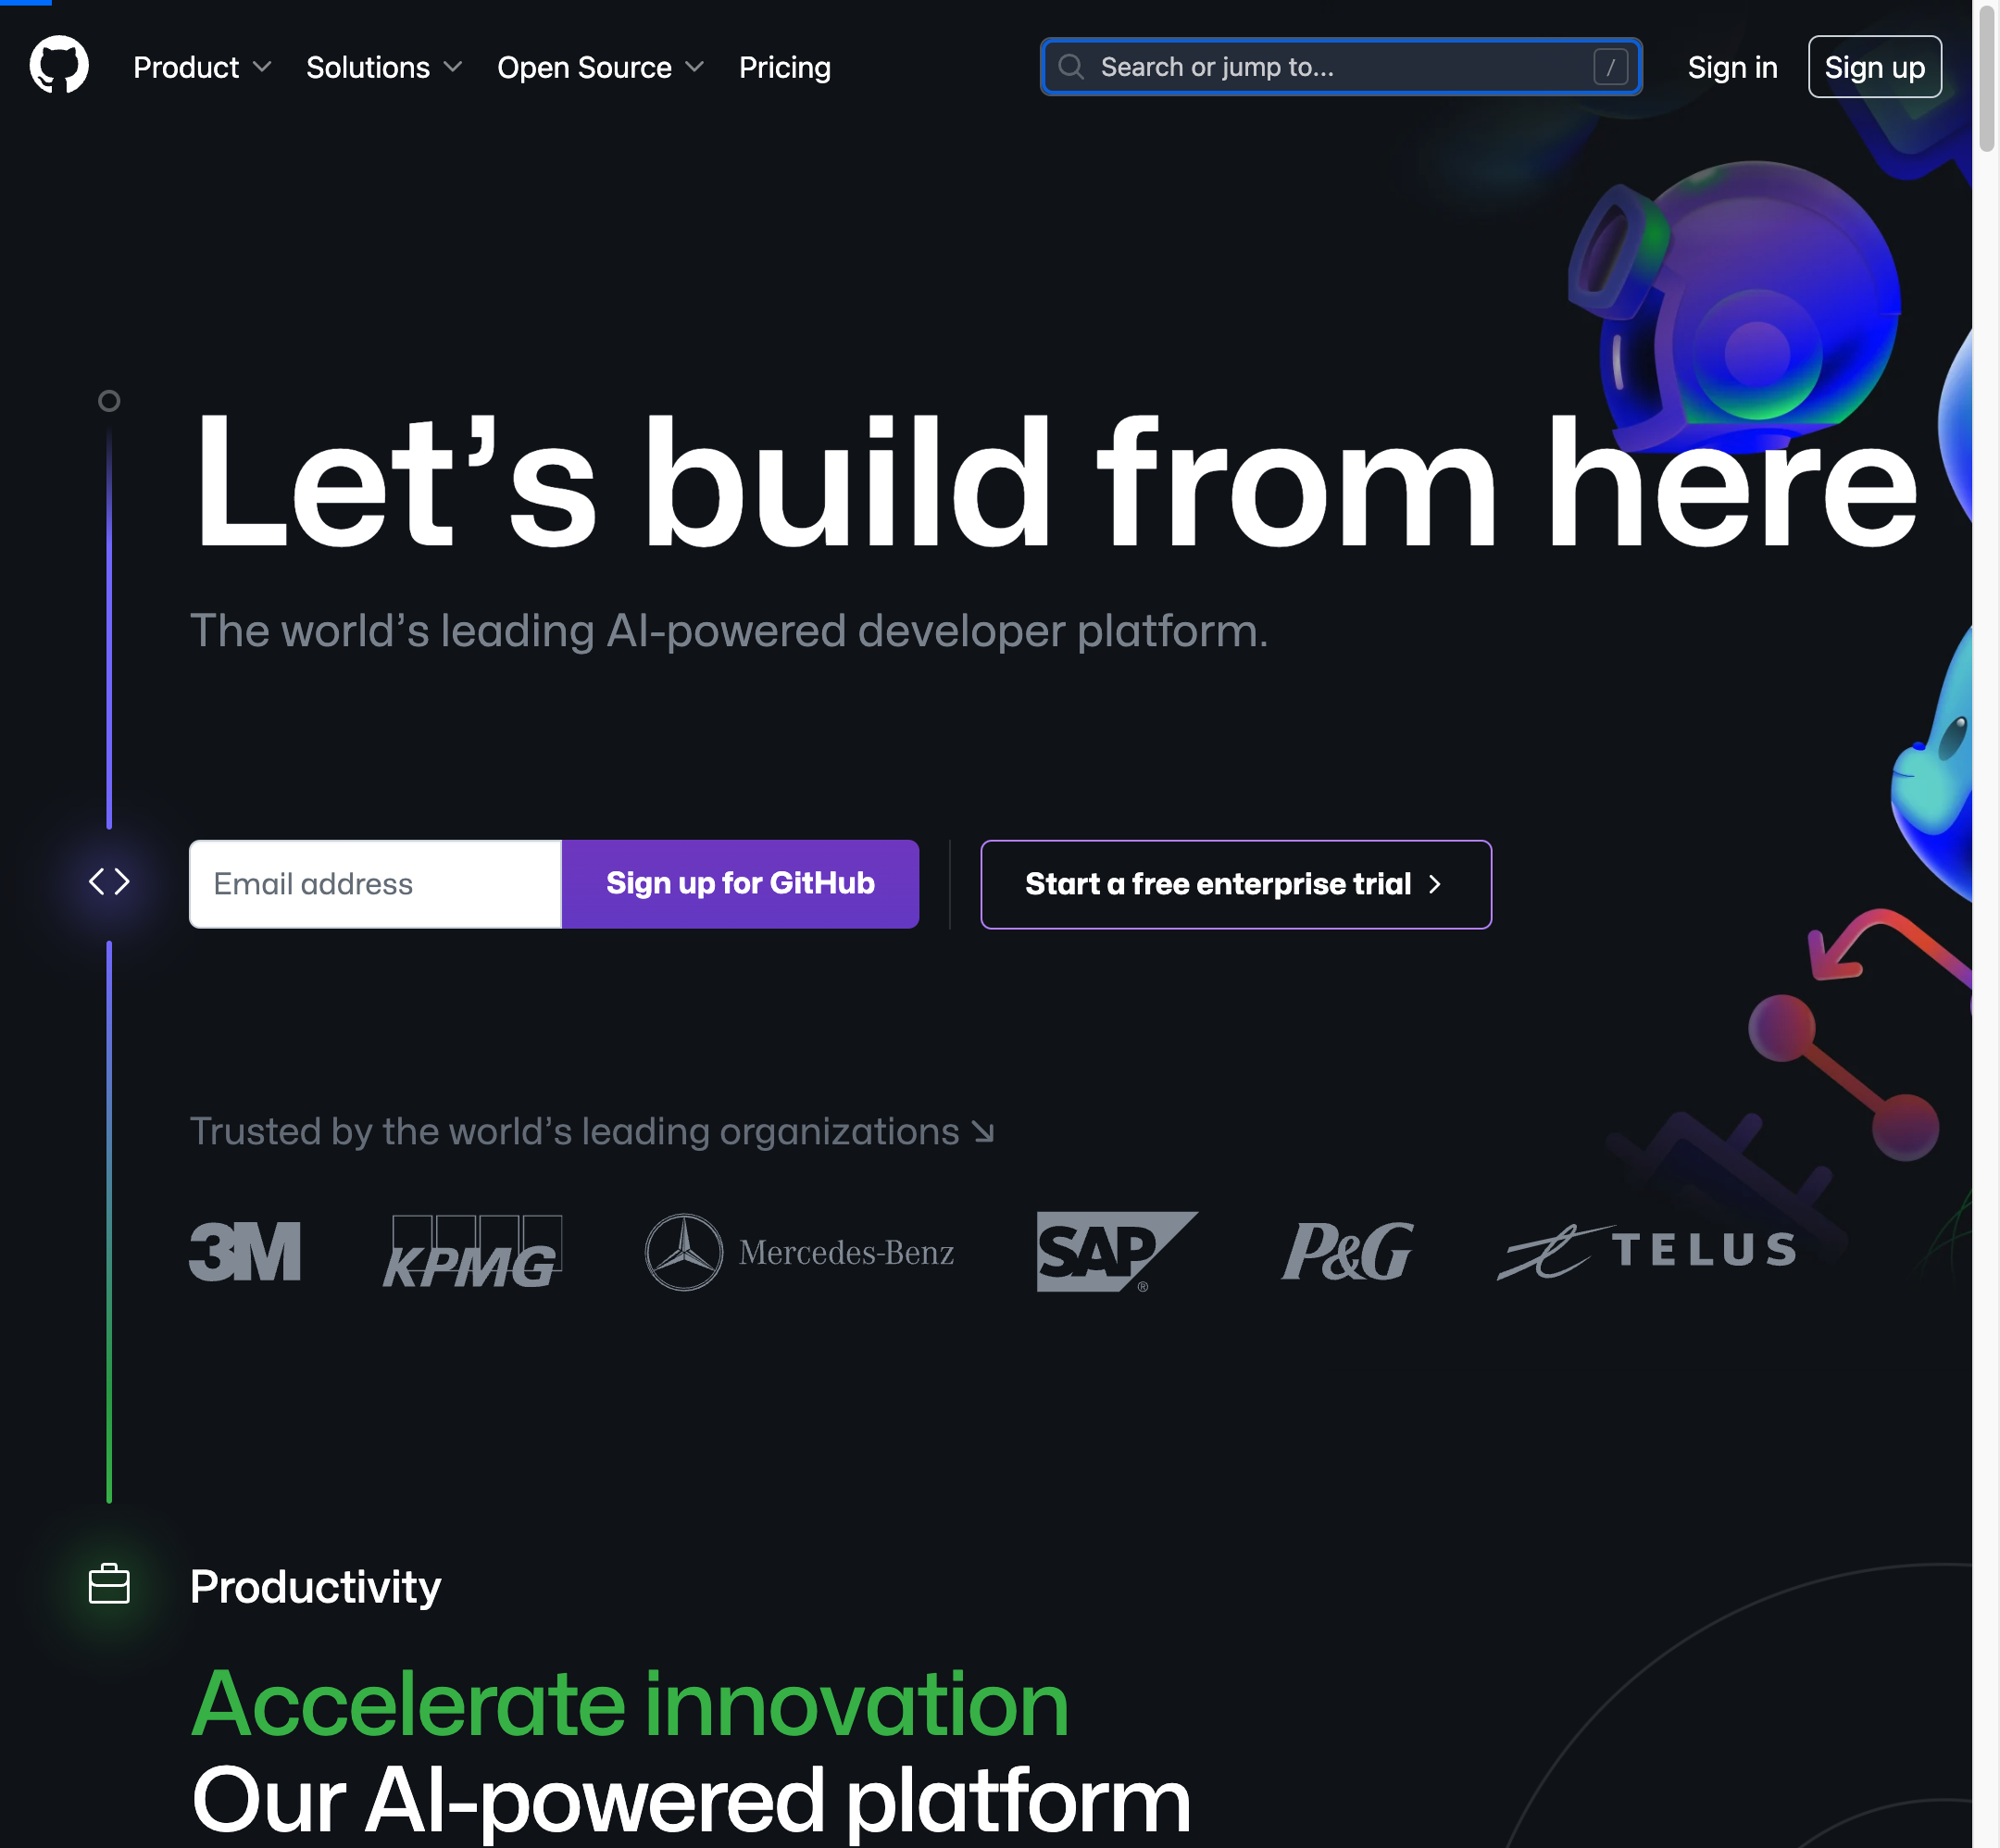 Product Solutions Open Source Pricing Search or jump to... / Sign in Sign up
Let’s build from here
The world’s leading AI-powered developer platform.
Email address Sign up for GitHub Start a free enterprise trial
Trusted by the world’s leading organizations
3M KPMG Mercedes-Benz SAP ® P&G TELUS
Productivity
Accelerate innovation
Our AI-powered platform